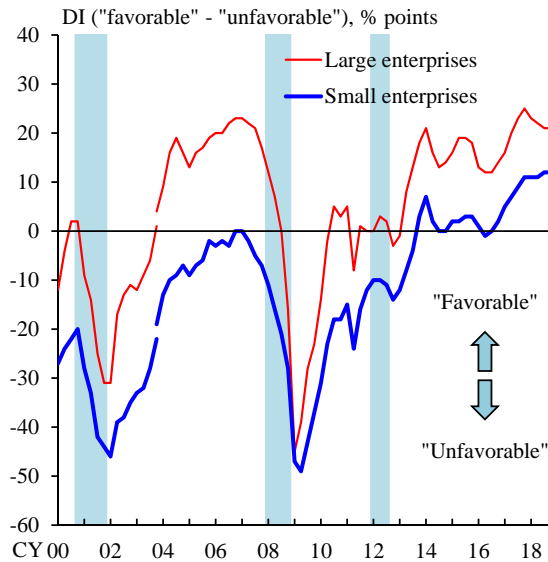 DI ("favorable" - "unfavorable"), % points
40
30
20
10
0
-10
-20
-30
-40
-50
-60
Large enterprises
Small enterprises
"Favorable"
"Unfavorable"
CY 00 02 04 06 08 10 12 14 16 18